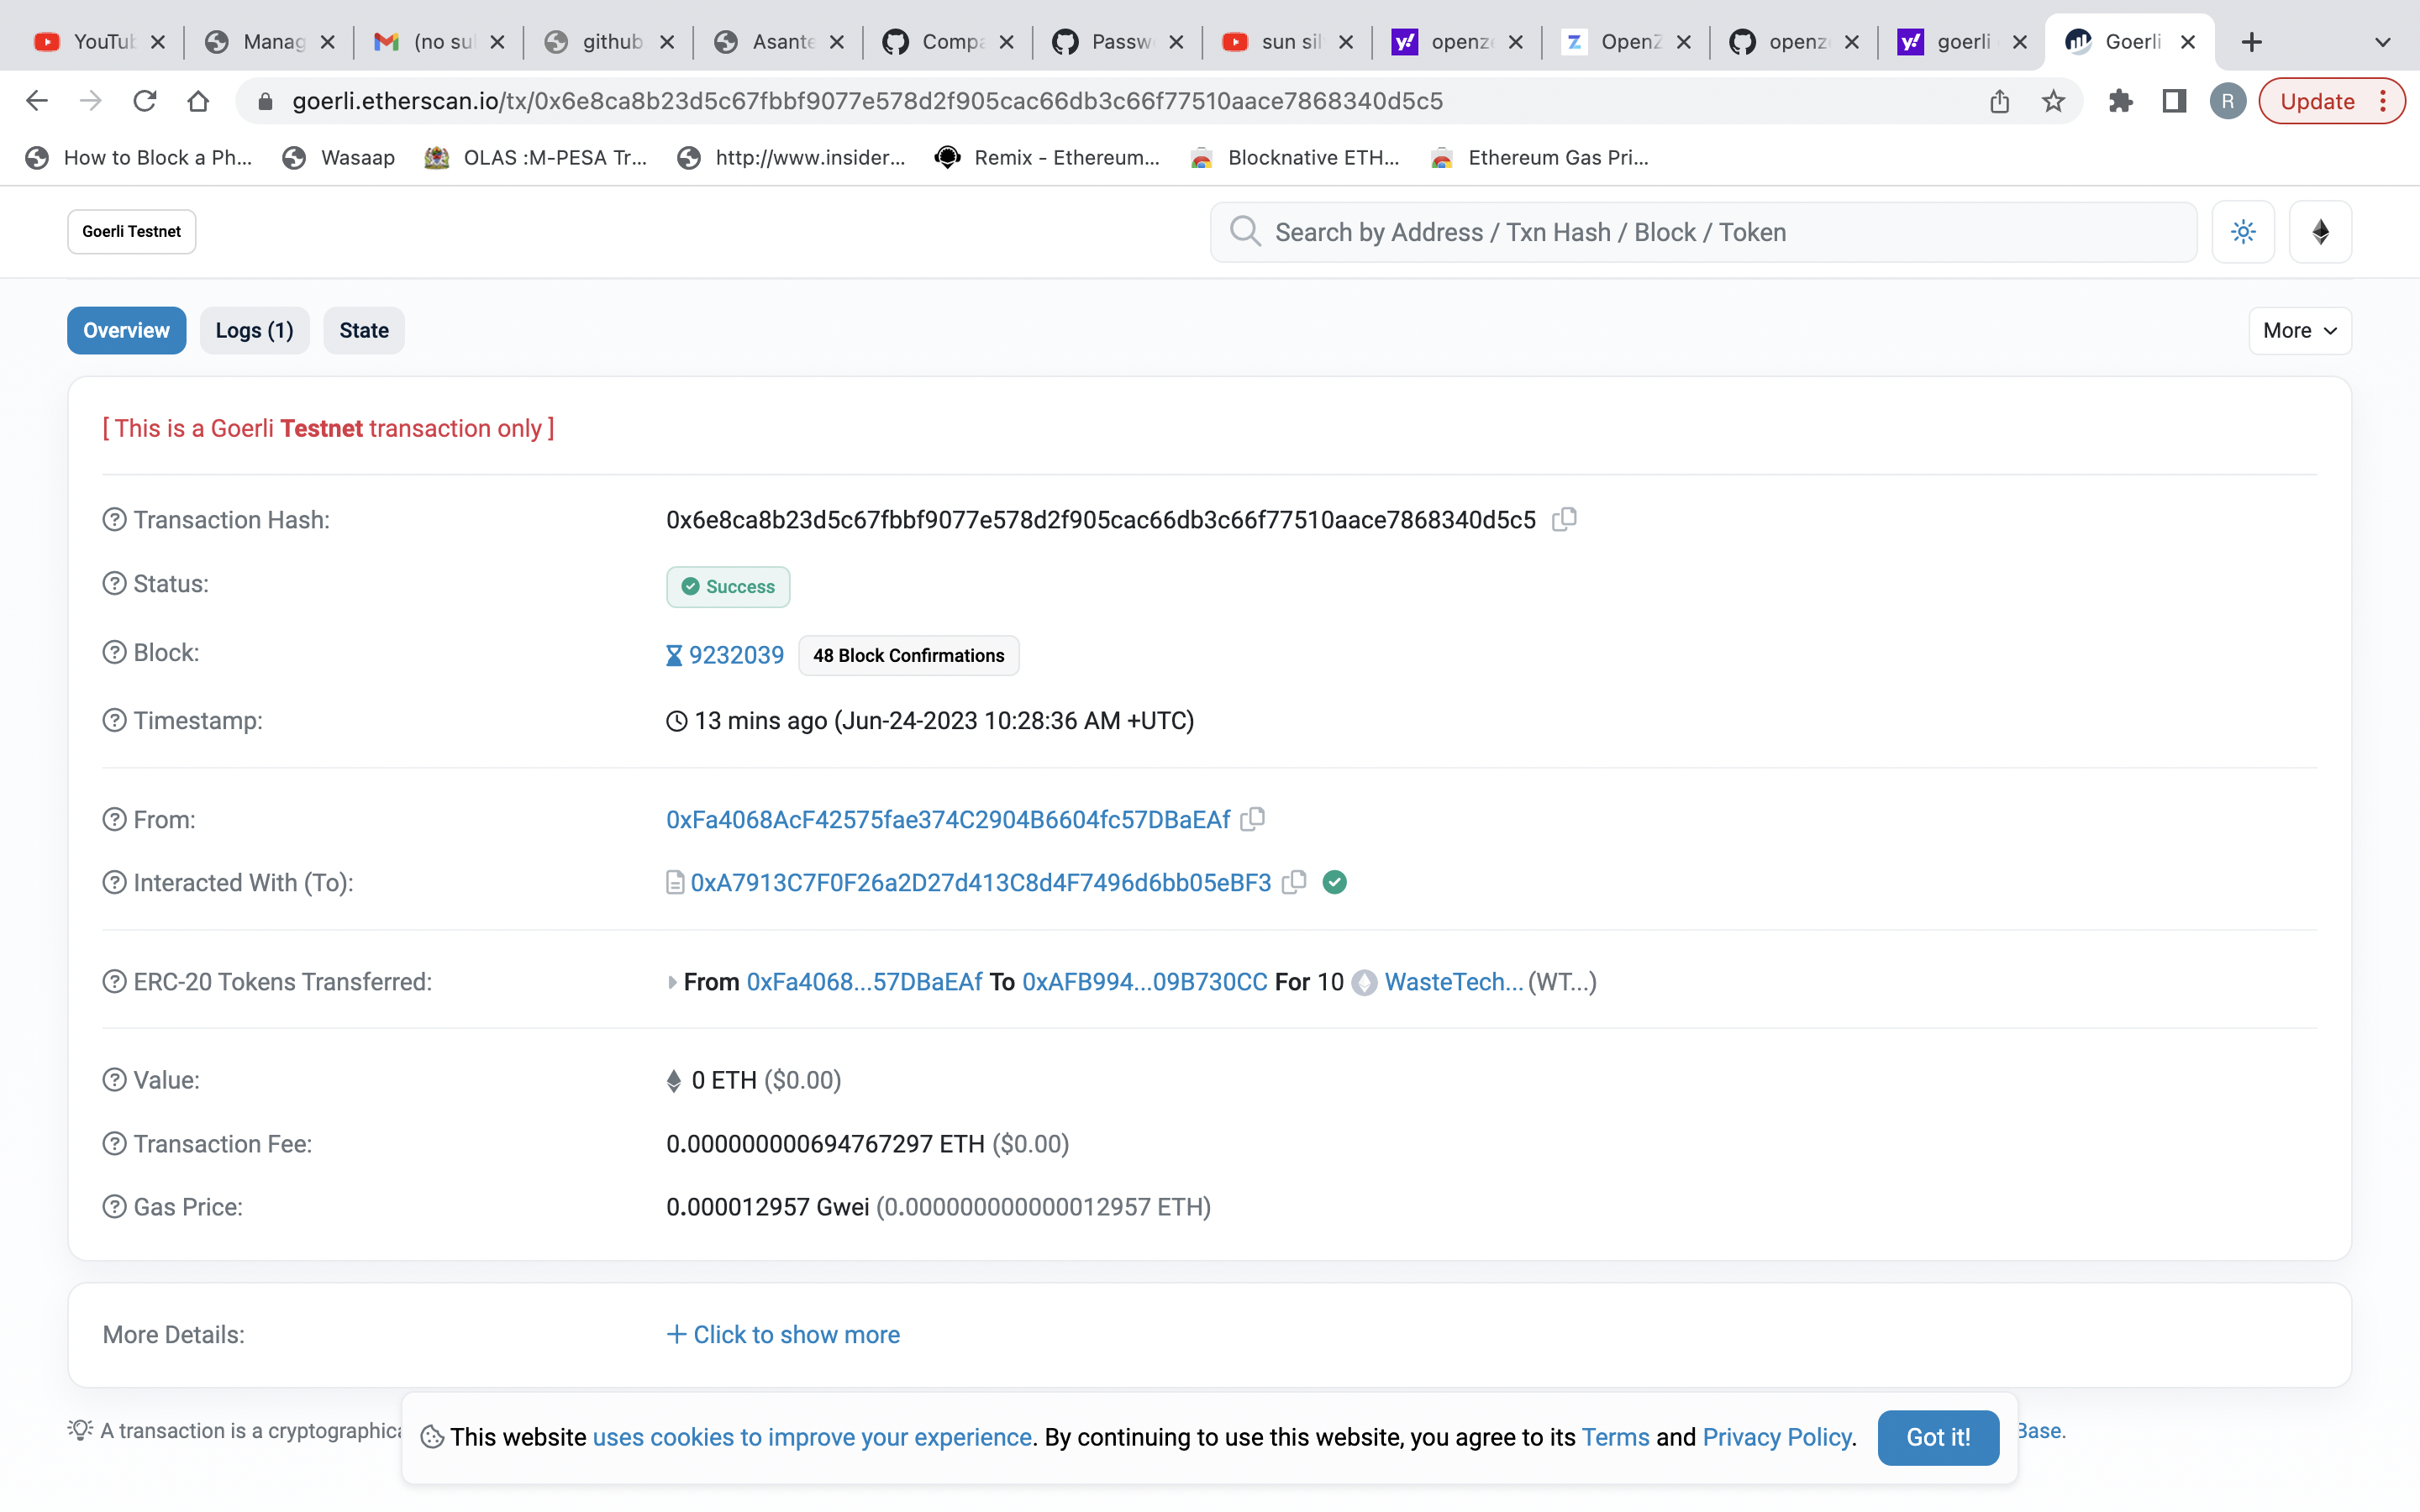 YouTu
Manag
(no su
github
Asante
Compa
Passw
sun sil
openze
OpenZ
openze
goerli
Goerli
goerli.etherscan.io/tx/0x6e8ca8b23d5c67fbbf9077e578d2f905cac66db3c66f77510aace7868340d5c5
R
Update
How to Block a Ph...
Wasaap
OLAS :M-PESA Tr...
http://www.insider...
Remix - Ethereum...
Blocknative ETH...
Ethereum Gas Pri...
Goerli Testnet
Search by Address / Txn Hash / Block / Token
Overview
Logs (1)
State
More
[ This is a Goerli Testnet transaction only ]
Transaction Hash: 0x6e8ca8b23d5c67fbbf9077e578d2f905cac66db3c66f77510aace7868340d5c5
Status: Success
Block: 9232039 48 Block Confirmations
Timestamp: 13 mins ago (Jun-24-2023 10:28:36 AM +UTC)
From: 0xFa4068AcF42575fae374C2904B6604fc57DBaEAf
Interacted With (To): 0xA7913C7F0F26a2D27d413C8d4F7496d6bb05eBF3
ERC-20 Tokens Transferred: From 0xFa4068...57DBaEAf To 0xAFB994...09B730CC For 10 WasteTech... (WT...)
Value: 0 ETH ($0.00)
Transaction Fee: 0.000000000694767297 ETH ($0.00)
Gas Price: 0.000012957 Gwei (0.000000000000012957 ETH)
More Details: + Click to show more
A transaction is a cryptographica
This website uses cookies to improve your experience. By continuing to use this website, you agree to its Terms and Privacy Policy.
Got it!
Base.